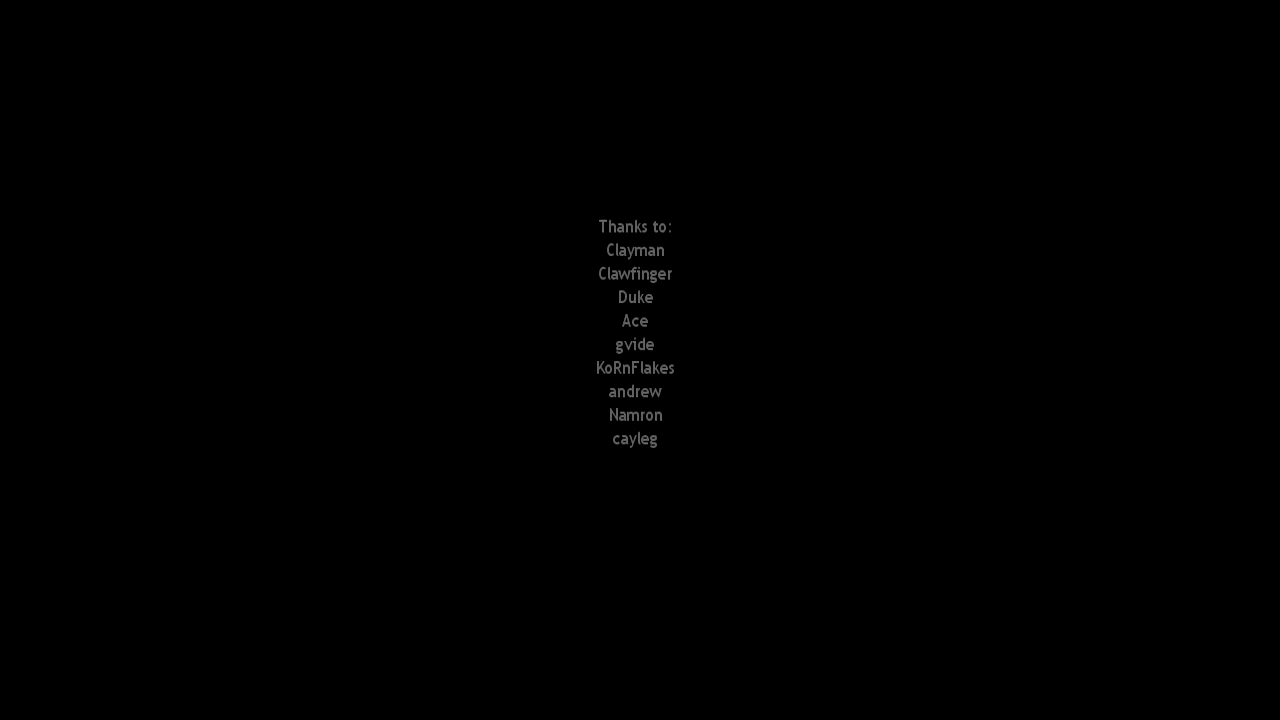 Thanks to:
Clayman
Clawfinger
Duke
Ace
gvide
KoRnFlakes
andrew
Namron
cayleg